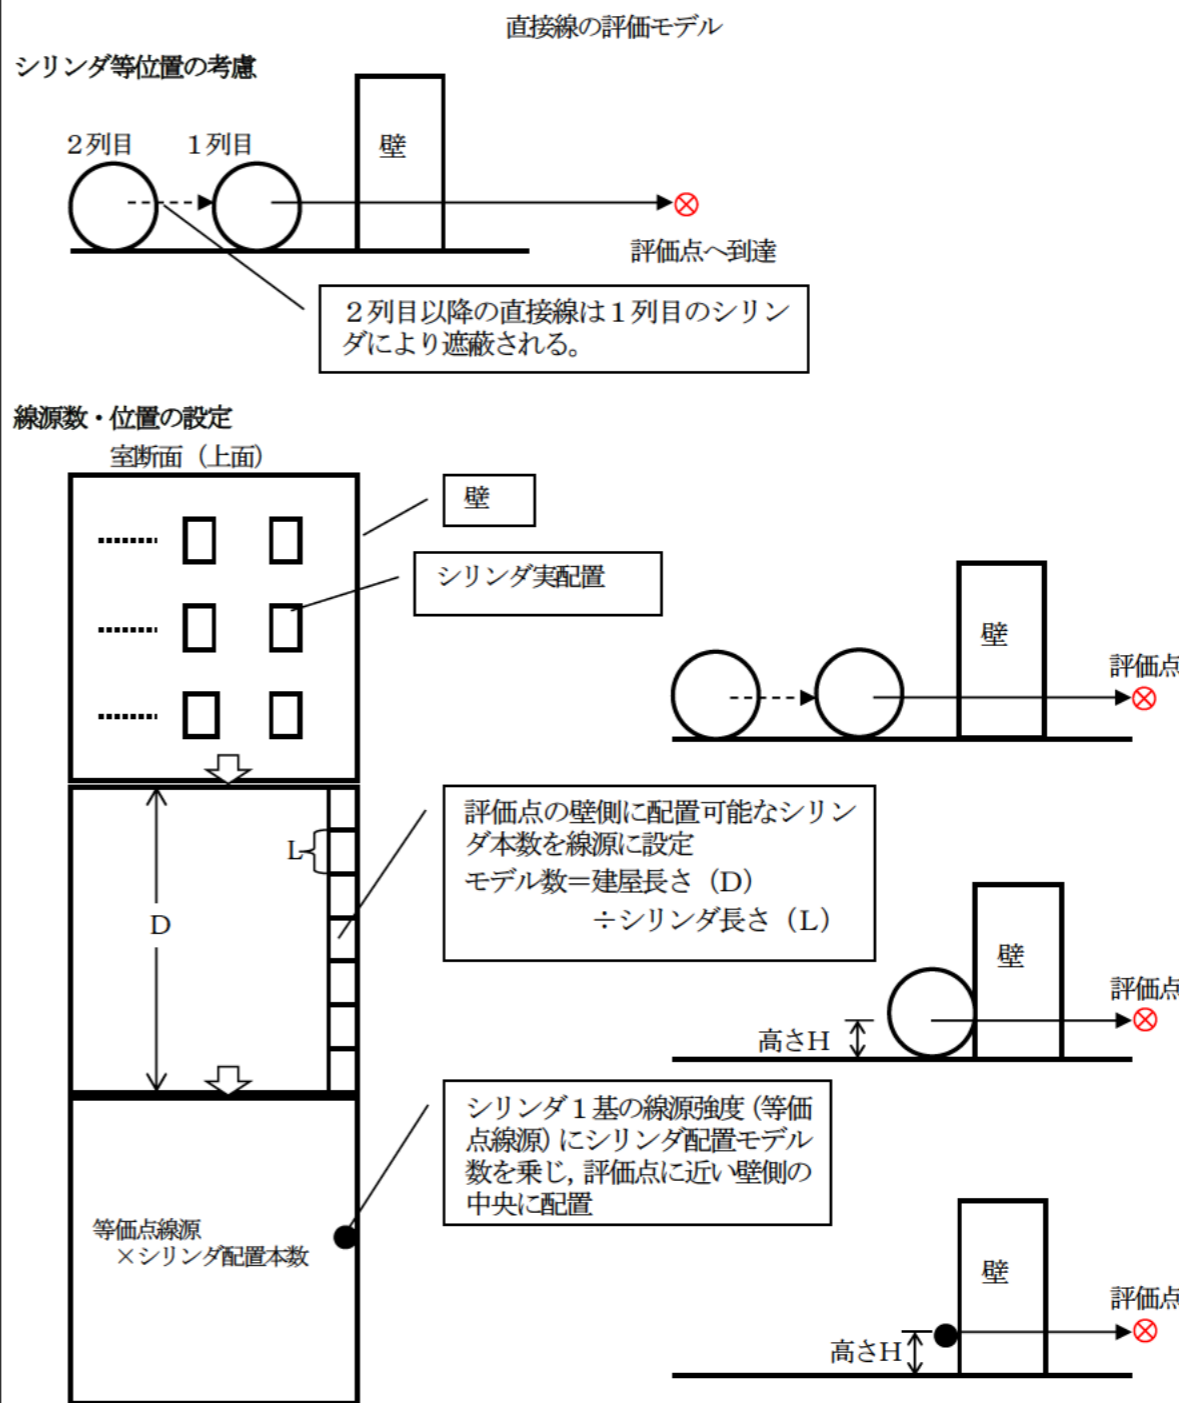 直接線の評価モデル
シリンダ等位置の考慮
2列目
1列目
壁
評価点へ到達
2列目以降の直接線は1列目のシリン
ダにより遮蔽される。
線源数・位置の設定
室断面（上面）
壁
シリンダ実配置
壁
評価点
評価点の壁側に配置可能なシリン
ダ本数を線源に設定
モデル数＝建屋長さ（D）
÷シリンダ長さ（L）
L
D
壁
評価点
高さH
シリンダ1基の線源強度（等価
点線源）にシリンダ配置モデル
数を乗じ，評価点に近い壁側の
中央に配置
等価点線源
×シリンダ配置本数
壁
評価点
高さH